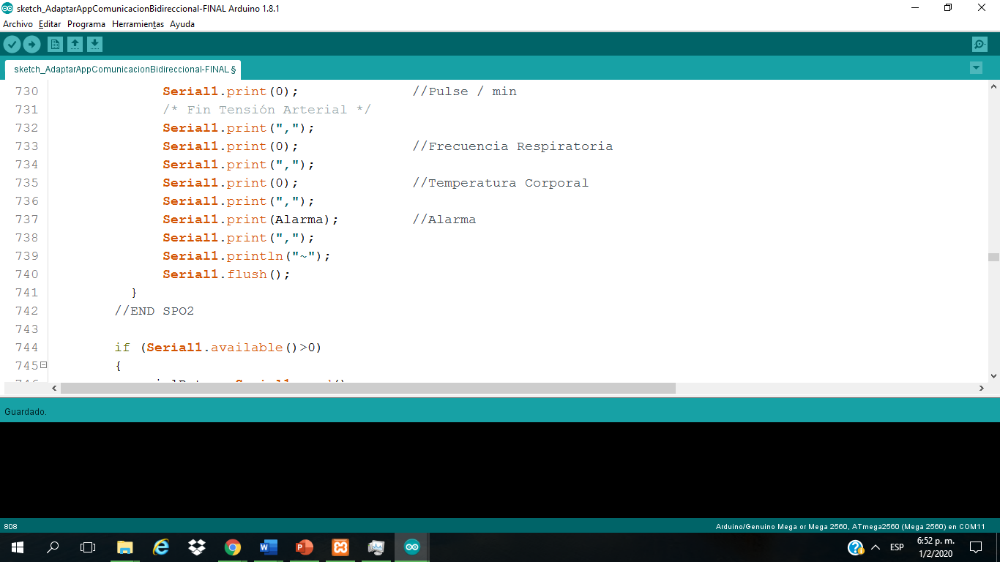 sketch_AdaptarAppComunicacionBidireccional-FINAL Arduino 1.8.1
Archivo Editar Programa Herramientas Ayuda
sketch_AdaptarAppComunicacionBidireccional-FINAL §
730 Serial1.print(0); //Pulse / min
731 /* Fin Tensión Arterial */
732 Serial1.print(",");
733 Serial1.print(0); //Frecuencia Respiratoria
734 Serial1.print(",");
735 Serial1.print(0); //Temperatura Corporal
736 Serial1.print(",");
737 Serial1.print(Alarma); //Alarma
738 Serial1.print(",");
739 Serial1.println("~");
740 Serial1.flush();
741 }
742 //END SPO2
743
744 if (Serial1.available()>0)
745 {
Guardado.
808 Arduino/Genuino Mega or Mega 2560, ATmega2560 (Mega 2560) en COM11
ESP 6:52 p. m.
1/2/2020